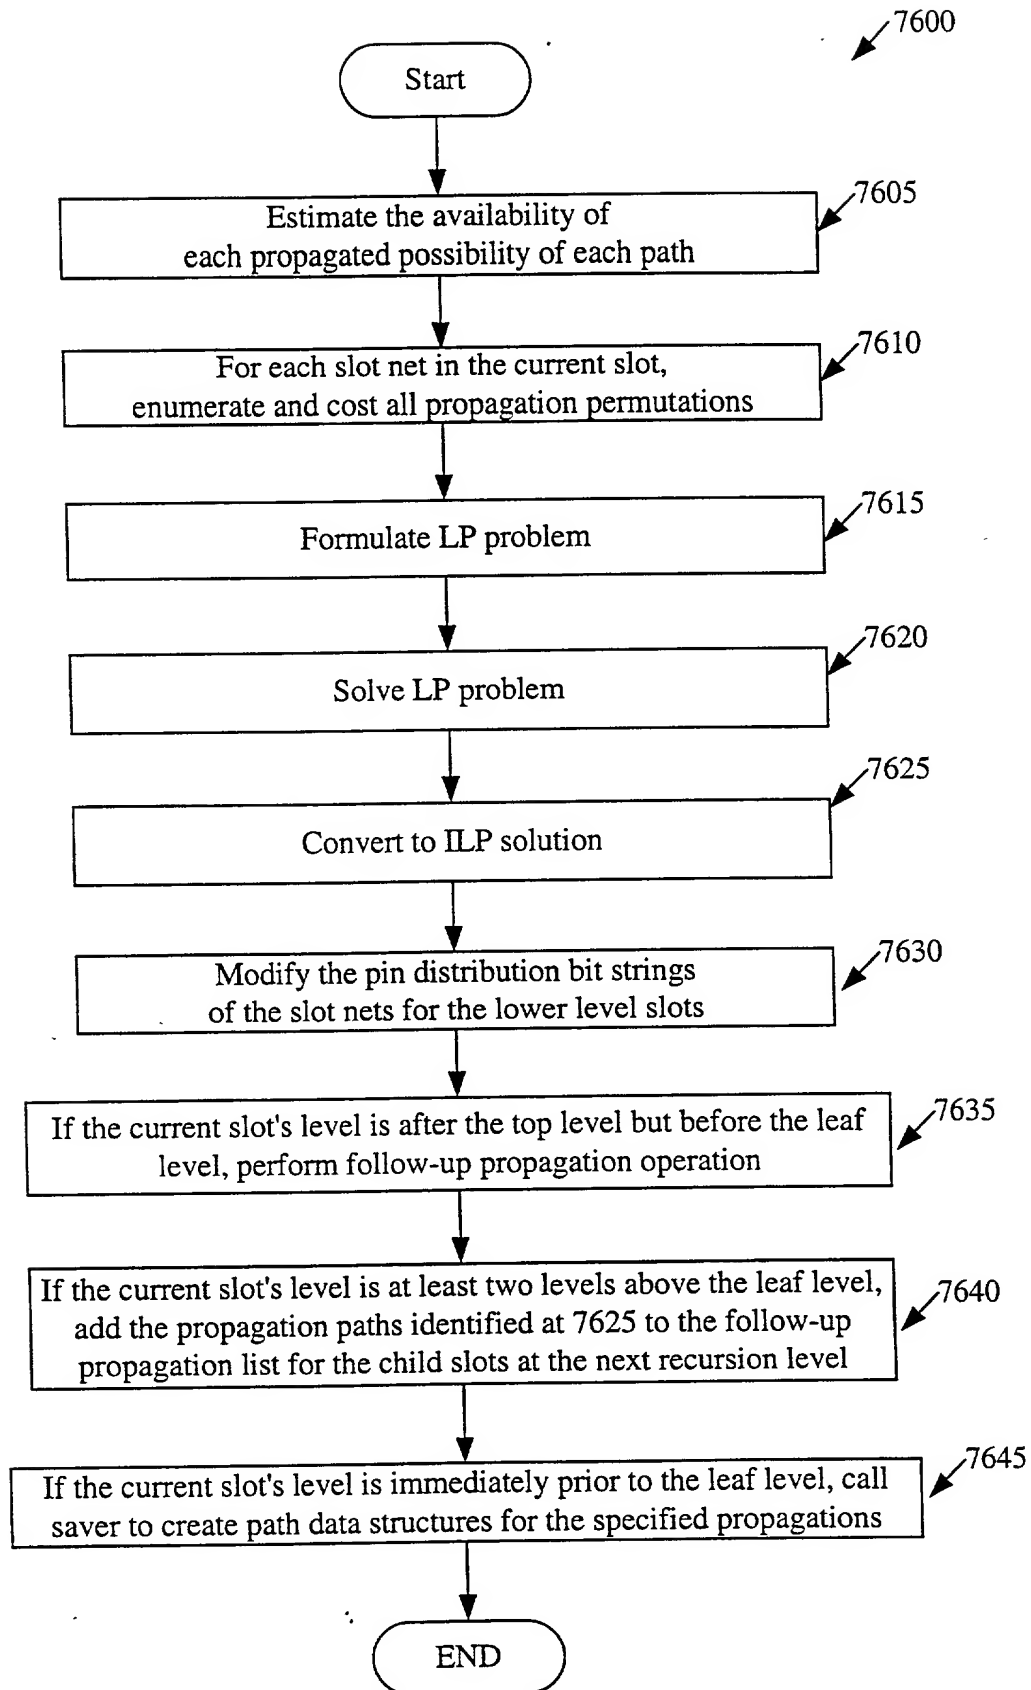 7600
Start
7605
Estimate the availability of
each propagated possibility of each path
7610
For each slot net in the current slot,
enumerate and cost all propagation permutations
7615
Formulate LP problem
7620
Solve LP problem
7625
Convert to ILP solution
7630
Modify the pin distribution bit strings
of the slot nets for the lower level slots
7635
If the current slot's level is after the top level but before the leaf
level, perform follow-up propagation operation
7640
If the current slot's level is at least two levels above the leaf level,
add the propagation paths identified at 7625 to the follow-up
propagation list for the child slots at the next recursion level
7645
If the current slot's level is immediately prior to the leaf level, call
saver to create path data structures for the specified propagations
END